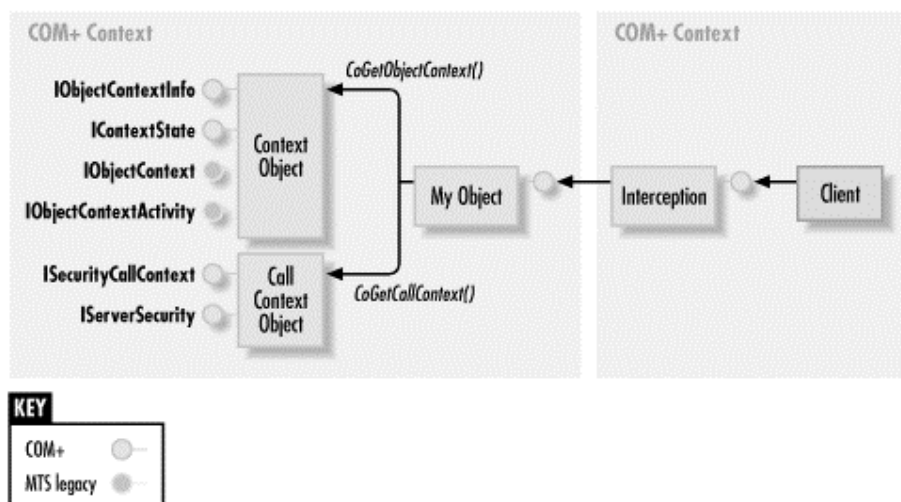 COM+ Context
COM+ Context
CoGetObjectContext()
IObjectContextInfo
IContextState
IObjectContext
IObjectContextActivity
Context
Object
My Object
Interception
Client
ISecurityCallContext
IServerSecurity
Call
Context
Object
CoGetCallContext()
KEY
COM+
MTS legacy